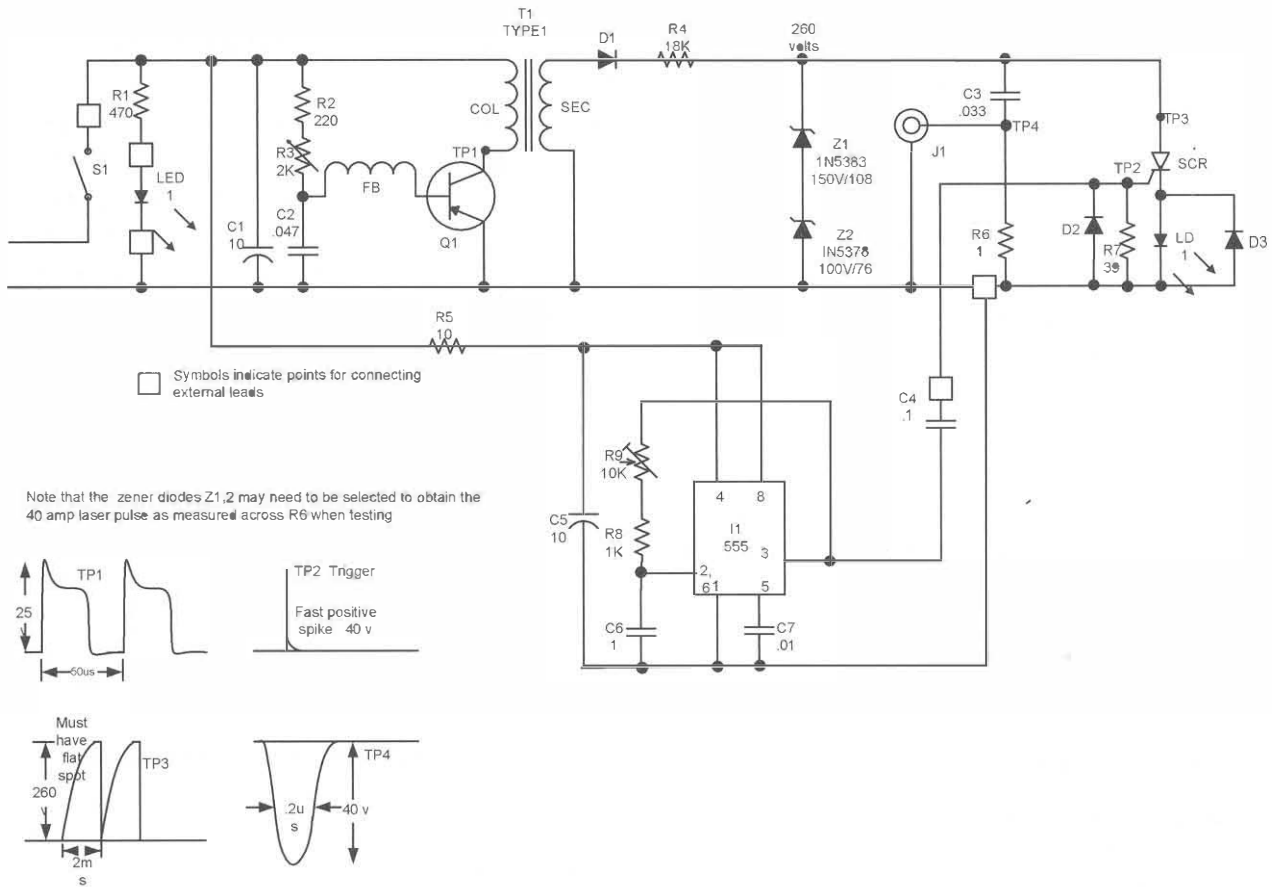 T1
TYPE1
D1
R4
18K
260
volts
R1
470
R2
220
R3
2K
COL
SEC
TP1
FB
Q1
S1
LED
1
C1
10
C2
.047
Z1
1N5383
150V/108
Z2
IN5378
100V/76
J1
C3
.033
TP4
TP3
SCR
TP2
R6
1
D2
R7
39
LD
1
D3
R5
10
Symbols indicate points for connecting
external leads
C4
.1
R9
10K
R8
1K
C5
10
4
8
I1
555
3
2,
6
1
5
C6
1
C7
.01
Note that the zener diodes Z1,2 may need to be selected to obtain the
40 amp laser pulse as measured across R6 when testing
TP1
25
v
50us
TP2 Trigger
Fast positive
spike 40 v
Must
have
flat
spot
TP3
260
v
2m
s
TP4
.2u
s
40 v